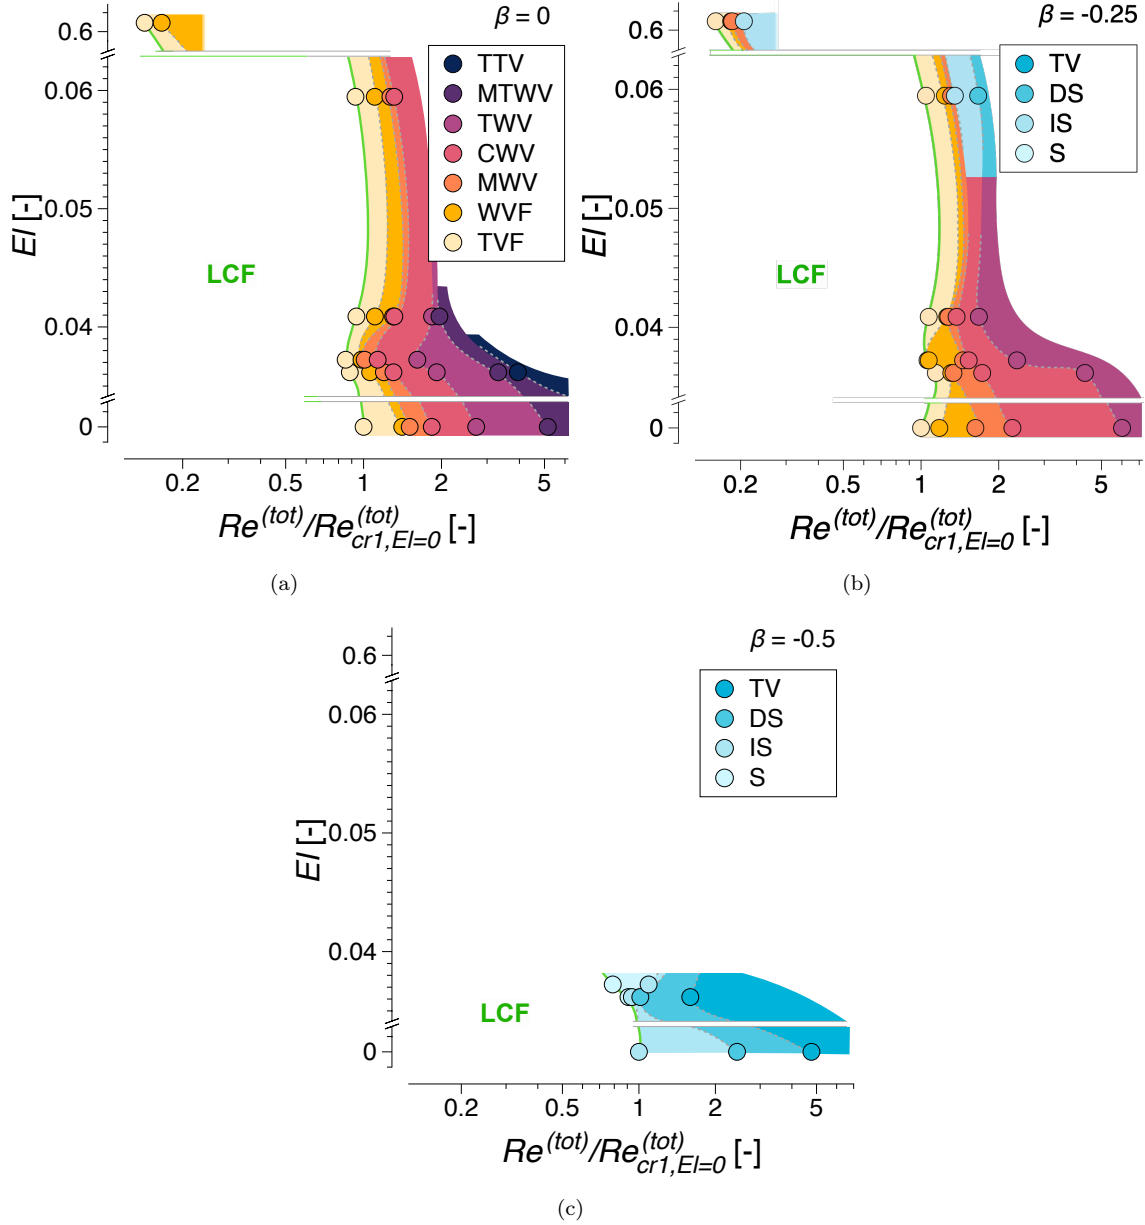 β = 0
0.6
0.06
0.05
0.04
0
El [-]
TTV
MTWV
TWV
CWV
MWV
WVF
TVF
LCF
0.2 0.5 1 2 5
Re(tot)/Re(tot)cr1,El=0 [-]
(a)
β = -0.25
0.6
0.06
0.05
0.04
0
El [-]
TV
DS
IS
S
LCF
0.2 0.5 1 2 5
Re(tot)/Re(tot)cr1,El=0 [-]
(b)
β = -0.5
0.6
0.06
0.05
0.04
0
El [-]
TV
DS
IS
S
LCF
0.2 0.5 1 2 5
Re(tot)/Re(tot)cr1,El=0 [-]
(c)